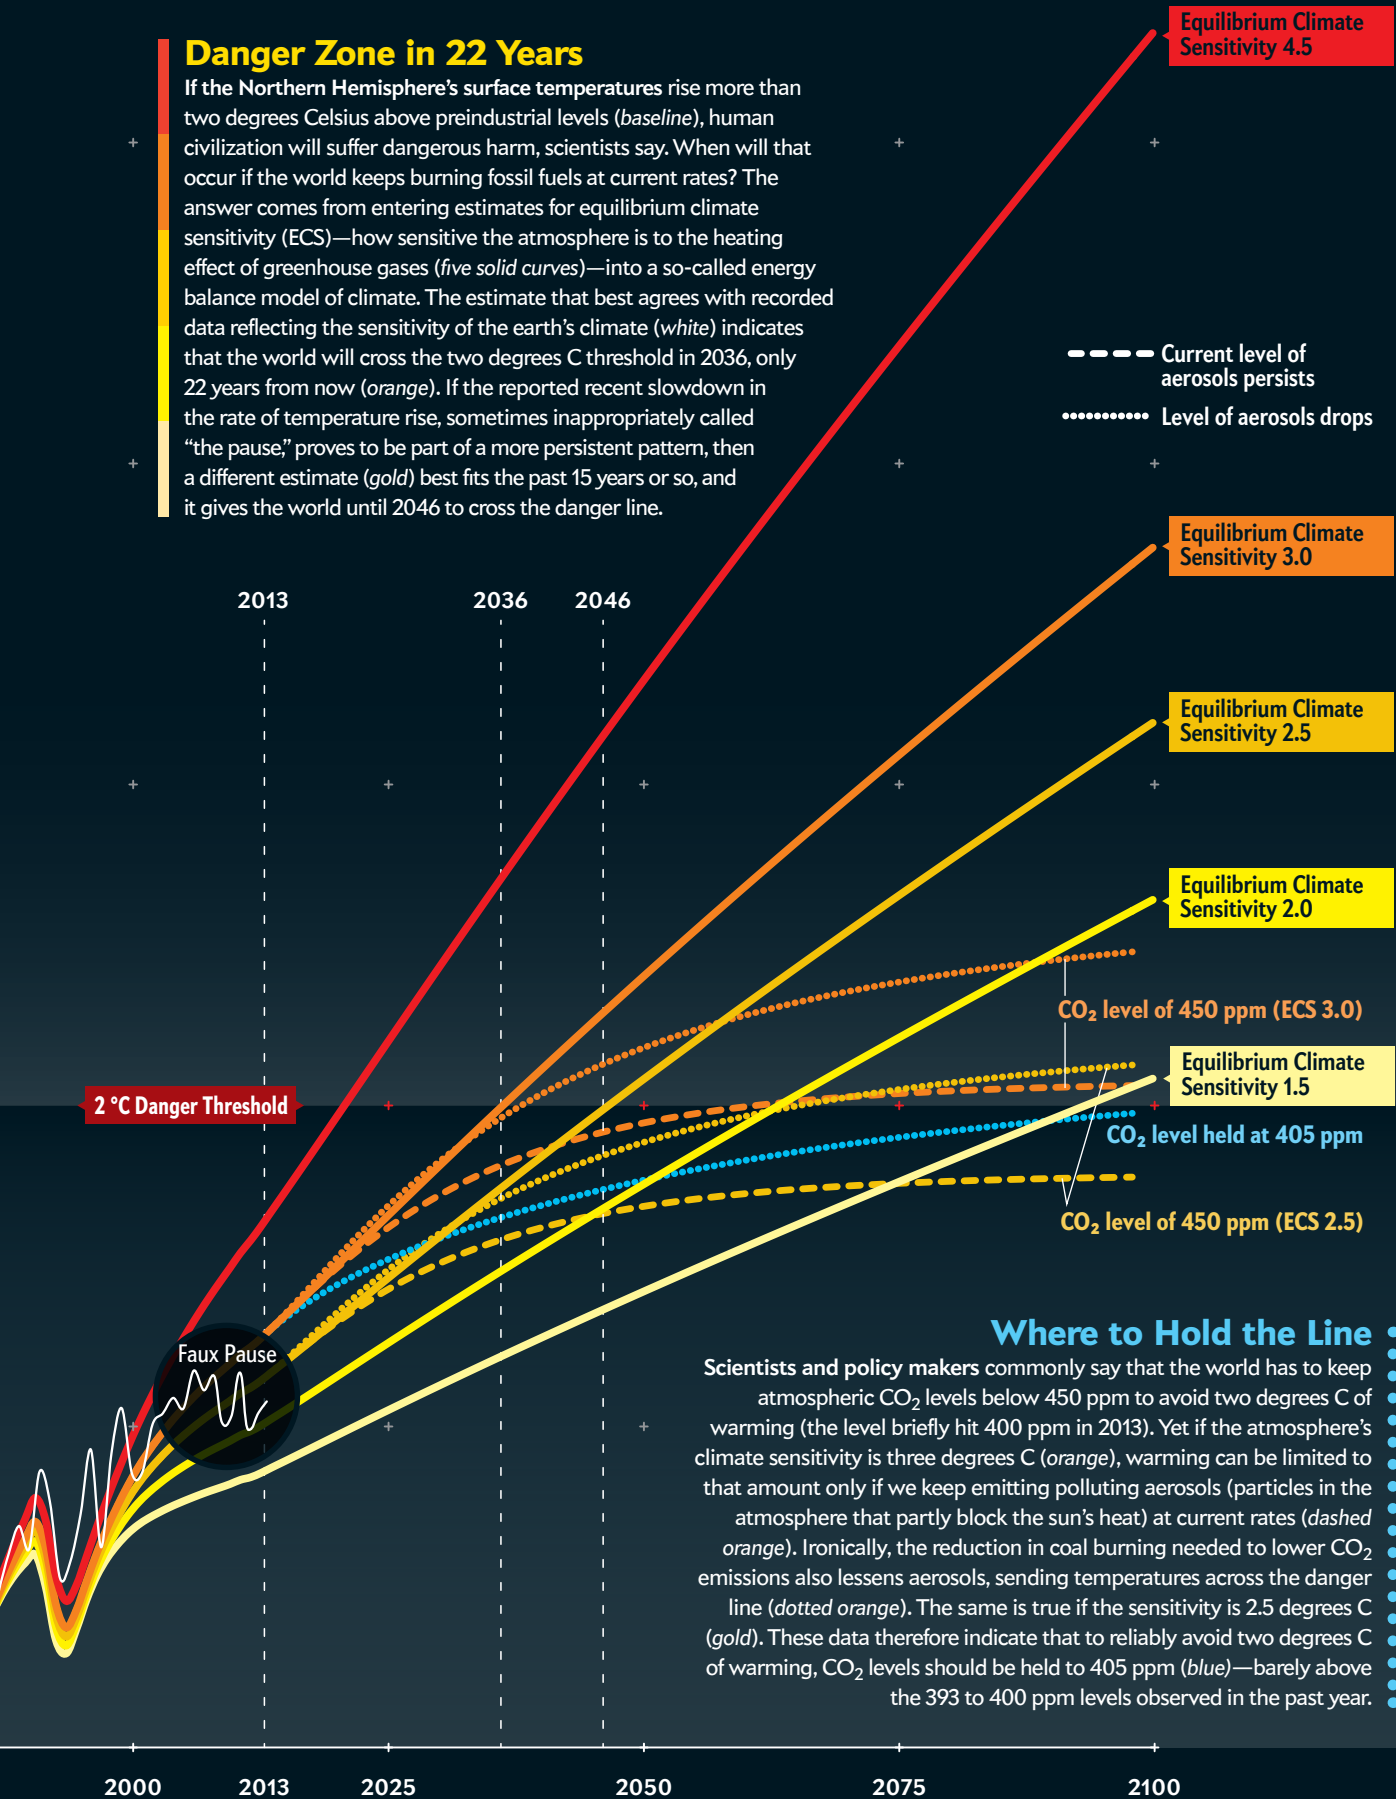 Equilibrium Climate
Sensitivity 4.5
Danger Zone in 22 Years
If the Northern Hemisphere’s surface temperatures rise more than
two degrees Celsius above preindustrial levels (baseline), human
civilization will suffer dangerous harm, scientists say. When will that
occur if the world keeps burning fossil fuels at current rates? The
answer comes from entering estimates for equilibrium climate
sensitivity (ECS)—how sensitive the atmosphere is to the heating
effect of greenhouse gases (five solid curves)—into a so-called energy
balance model of climate. The estimate that best agrees with recorded
data reflecting the sensitivity of the earth’s climate (white) indicates
that the world will cross the two degrees C threshold in 2036, only
22 years from now (orange). If the reported recent slowdown in
the rate of temperature rise, sometimes inappropriately called
“the pause,” proves to be part of a more persistent pattern, then
a different estimate (gold) best fits the past 15 years or so, and
it gives the world until 2046 to cross the danger line.
Current level of
aerosols persists
Level of aerosols drops
Equilibrium Climate
Sensitivity 3.0
2013 2036 2046
Equilibrium Climate
Sensitivity 2.5
Equilibrium Climate
Sensitivity 2.0
CO₂ level of 450 ppm (ECS 3.0)
Equilibrium Climate
Sensitivity 1.5
2 °C Danger Threshold
CO₂ level held at 405 ppm
CO₂ level of 450 ppm (ECS 2.5)
Faux Pause
Where to Hold the Line
Scientists and policy makers commonly say that the world has to keep
atmospheric CO₂ levels below 450 ppm to avoid two degrees C of
warming (the level briefly hit 400 ppm in 2013). Yet if the atmosphere’s
climate sensitivity is three degrees C (orange), warming can be limited to
that amount only if we keep emitting polluting aerosols (particles in the
atmosphere that partly block the sun’s heat) at current rates (dashed
orange). Ironically, the reduction in coal burning needed to lower CO₂
emissions also lessens aerosols, sending temperatures across the danger
line (dotted orange). The same is true if the sensitivity is 2.5 degrees C
(gold). These data therefore indicate that to reliably avoid two degrees C
of warming, CO₂ levels should be held to 405 ppm (blue)—barely above
the 393 to 400 ppm levels observed in the past year.
2000 2013 2025 2050 2075 2100